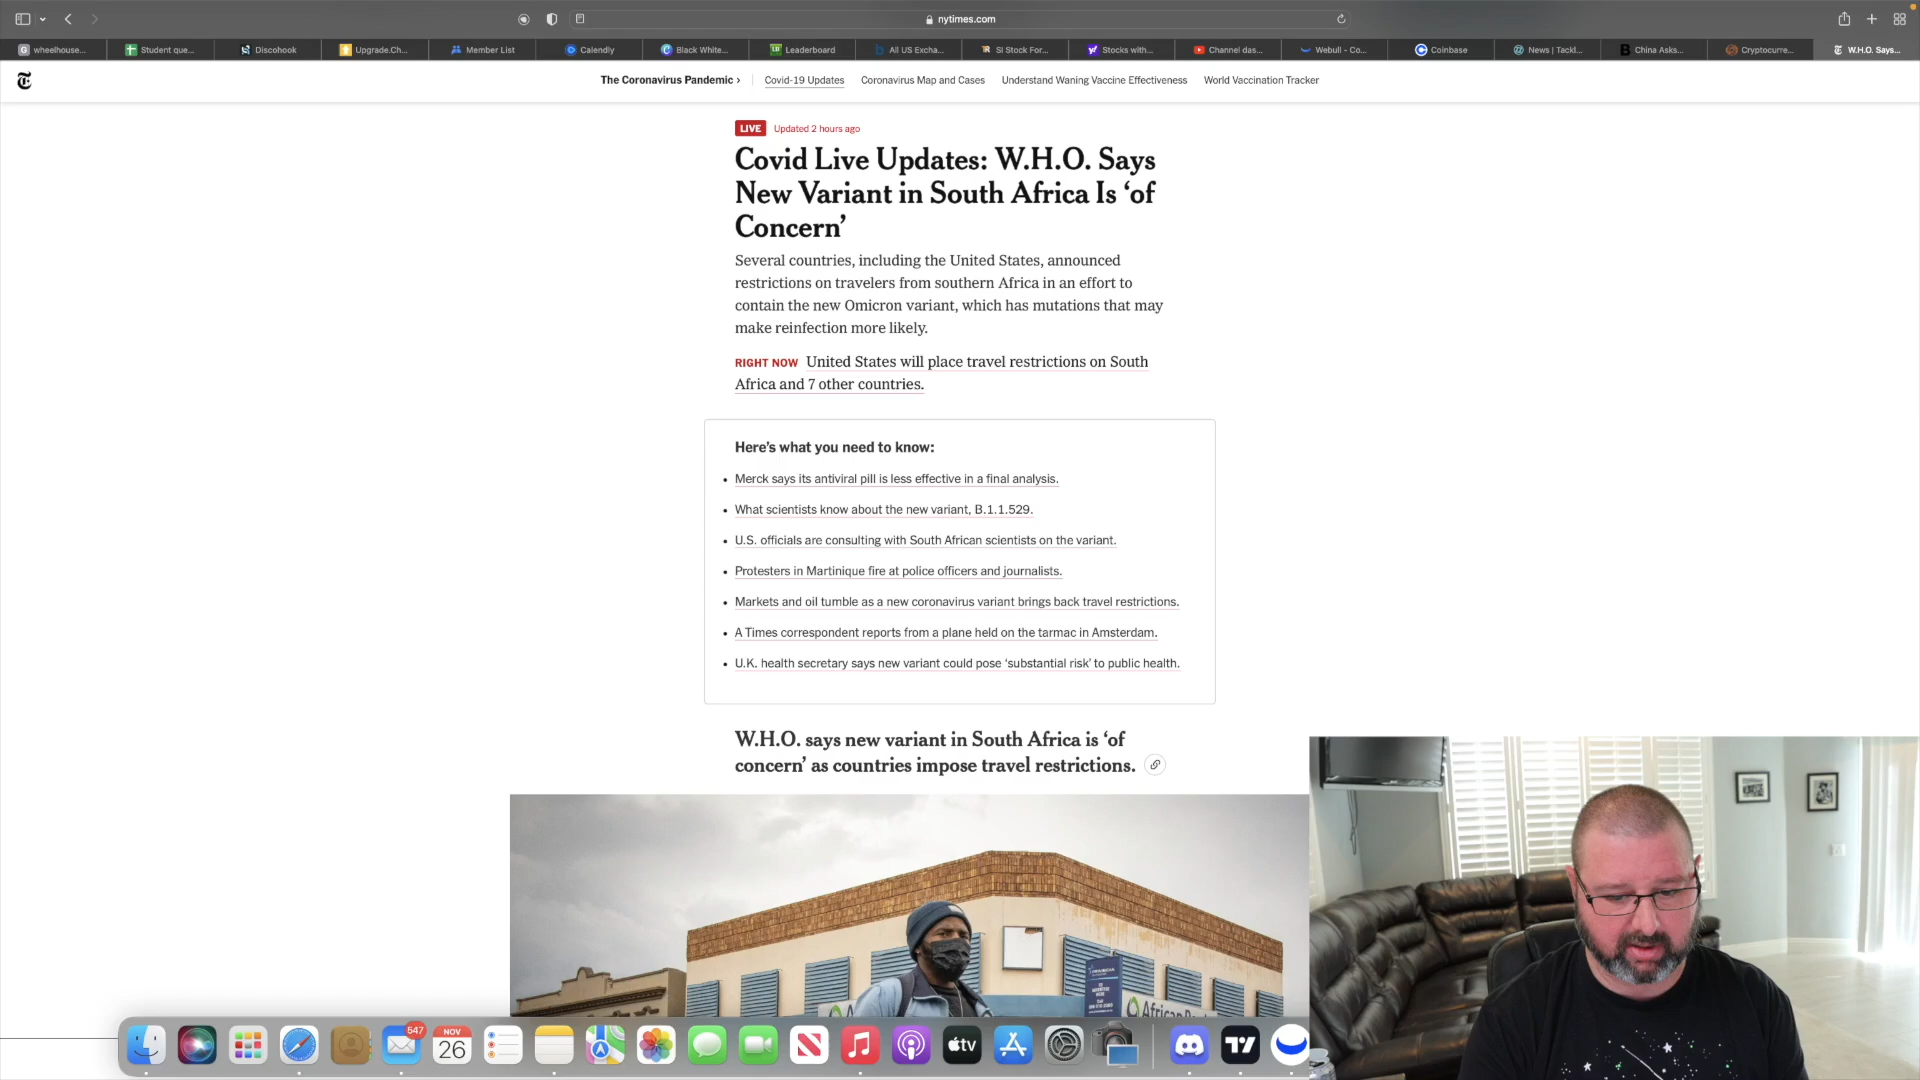 nytimes.com
wheelhouse...
Student que...
Discohook
Upgrade.Ch...
Member List
Calendly
Black White...
Leaderboard
All US Excha...
SI Stock For...
Stocks with...
Channel das...
Webull - Co...
Coinbase
News | Tackl...
China Asks...
Cryptocurre...
W.H.O. Says...
The Coronavirus Pandemic ›
Covid-19 Updates
Coronavirus Map and Cases
Understand Waning Vaccine Effectiveness
World Vaccination Tracker
LIVE Updated 2 hours ago
Covid Live Updates: W.H.O. Says
New Variant in South Africa Is ‘of
Concern’
Several countries, including the United States, announced
restrictions on travelers from southern Africa in an effort to
contain the new Omicron variant, which has mutations that may
make reinfection more likely.
RIGHT NOW United States will place travel restrictions on South
Africa and 7 other countries.
Here’s what you need to know:
• Merck says its antiviral pill is less effective in a final analysis.
• What scientists know about the new variant, B.1.1.529.
• U.S. officials are consulting with South African scientists on the variant.
• Protesters in Martinique fire at police officers and journalists.
• Markets and oil tumble as a new coronavirus variant brings back travel restrictions.
• A Times correspondent reports from a plane held on the tarmac in Amsterdam.
• U.K. health secretary says new variant could pose ‘substantial risk’ to public health.
W.H.O. says new variant in South Africa is ‘of
concern’ as countries impose travel restrictions.
African
547
NOV
26
tv